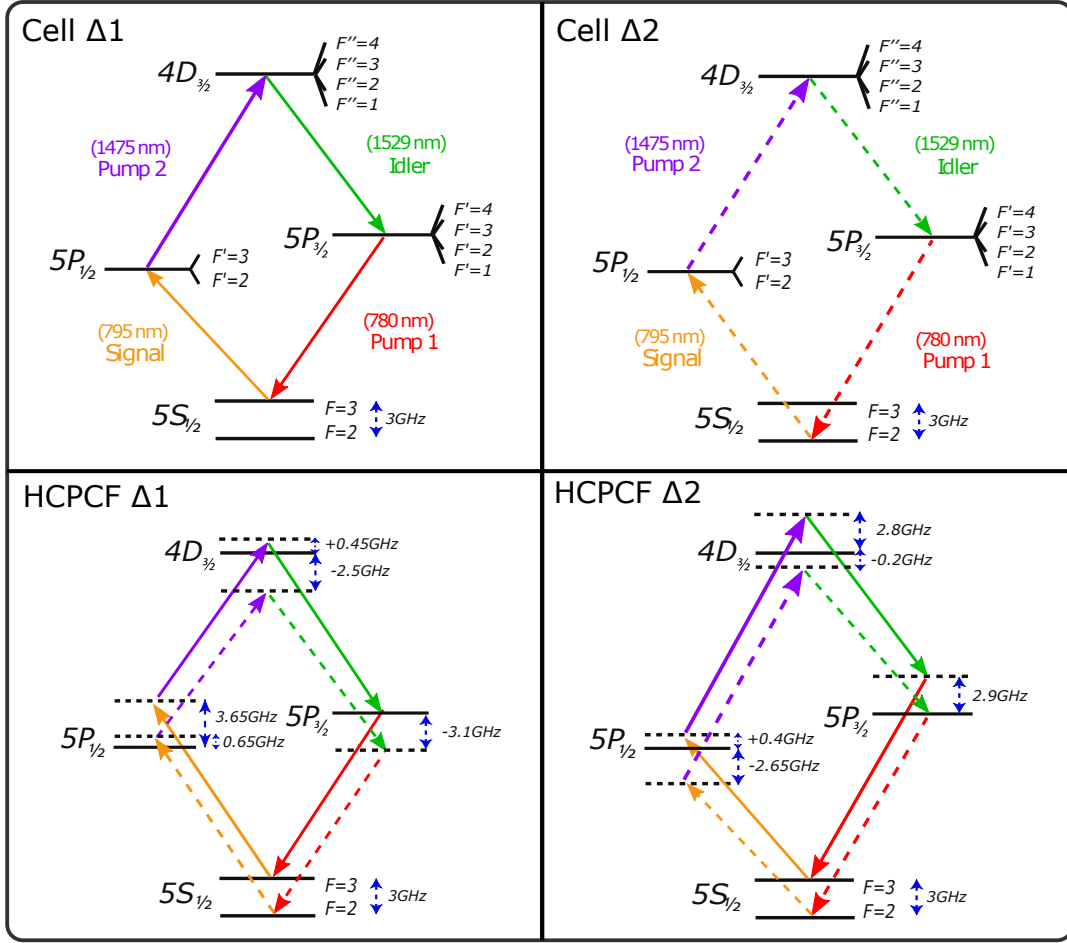 Cell Δ1
4D₃⁄₂
F''=4
F''=3
F''=2
F''=1
(1475 nm)
Pump 2
(1529 nm)
Idler
5P₁⁄₂
F'=3
F'=2
5P₃⁄₂
F'=4
F'=3
F'=2
F'=1
(795 nm)
Signal
(780 nm)
Pump 1
5S₁⁄₂
F=3
F=2
3GHz
Cell Δ2
4D₃⁄₂
F''=4
F''=3
F''=2
F''=1
(1475 nm)
Pump 2
(1529 nm)
Idler
5P₁⁄₂
F'=3
F'=2
5P₃⁄₂
F'=4
F'=3
F'=2
F'=1
(795 nm)
Signal
(780 nm)
Pump 1
5S₁⁄₂
F=3
F=2
3GHz
HCPCF Δ1
4D₃⁄₂
+0.45GHz
-2.5GHz
5P₁⁄₂
3.65GHz
0.65GHz
5P₃⁄₂
-3.1GHz
5S₁⁄₂
F=3
F=2
3GHz
HCPCF Δ2
4D₃⁄₂
2.8GHz
-0.2GHz
5P₁⁄₂
+0.4GHz
-2.65GHz
5P₃⁄₂
2.9GHz
5S₁⁄₂
F=3
F=2
3GHz